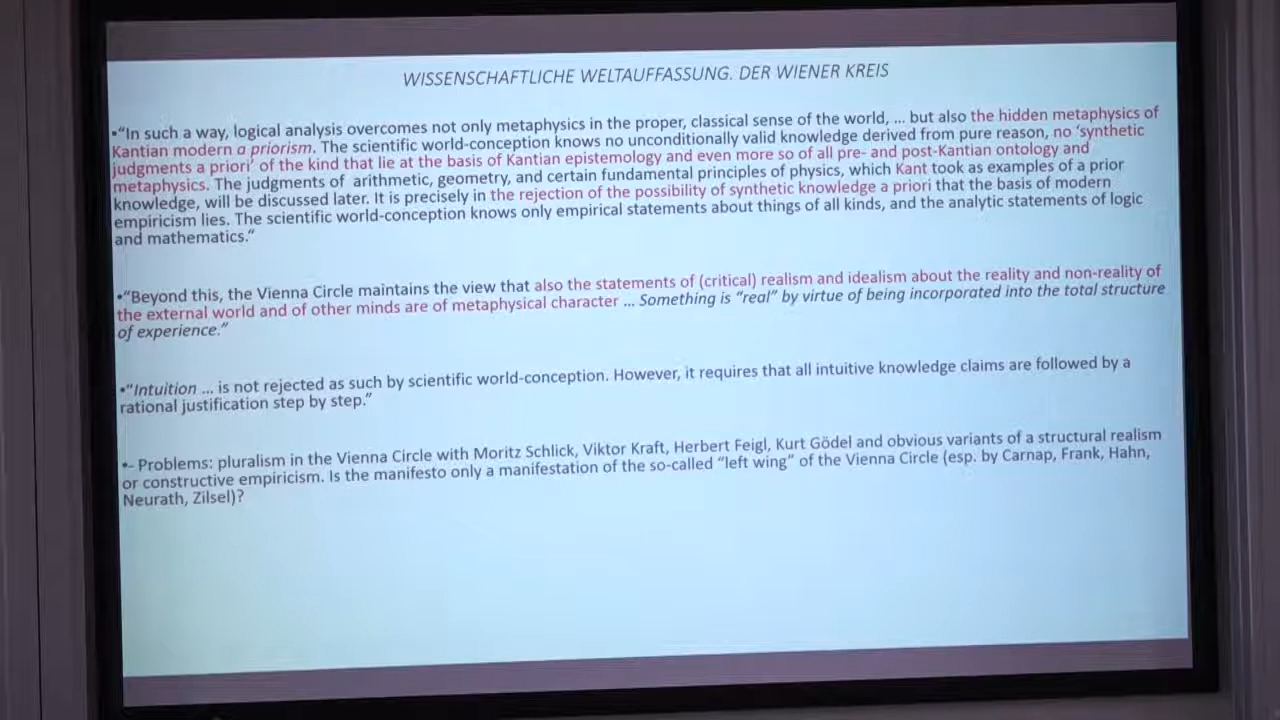 WISSENSCHAFTLICHE WELTAUFFASSUNG. DER WIENER KREIS
•“In such a way, logical analysis overcomes not only metaphysics in the proper, classical sense of the world, ... but also the hidden metaphysics of
Kantian modern a priorism. The scientific world-conception knows no unconditionally valid knowledge derived from pure reason, no ‘synthetic
judgments a priori’ of the kind that lie at the basis of Kantian epistemology and even more so of all pre- and post-Kantian ontology and
metaphysics. The judgments of arithmetic, geometry, and certain fundamental principles of physics, which Kant took as examples of a prior
knowledge, will be discussed later. It is precisely in the rejection of the possibility of synthetic knowledge a priori that the basis of modern
empiricism lies. The scientific world-conception knows only empirical statements about things of all kinds, and the analytic statements of logic
and mathematics.“
•“Beyond this, the Vienna Circle maintains the view that also the statements of (critical) realism and idealism about the reality and non-reality of
the external world and of other minds are of metaphysical character ... Something is “real” by virtue of being incorporated into the total structure
of experience.”
•“Intuition ... is not rejected as such by scientific world-conception. However, it requires that all intuitive knowledge claims are followed by a
rational justification step by step.”
•- Problems: pluralism in the Vienna Circle with Moritz Schlick, Viktor Kraft, Herbert Feigl, Kurt Gödel and obvious variants of a structural realism
or constructive empiricism. Is the manifesto only a manifestation of the so-called “left wing” of the Vienna Circle (esp. by Carnap, Frank, Hahn,
Neurath, Zilsel)?